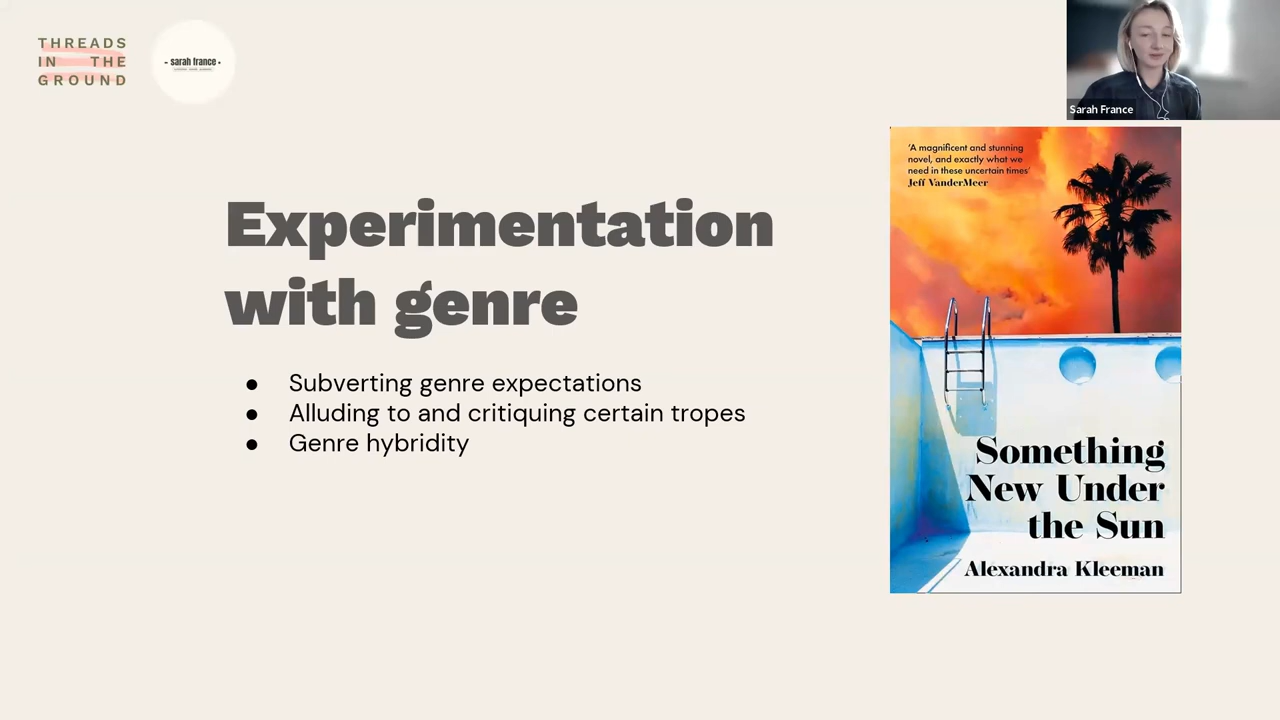 THREADS
IN THE
GROUND
- sarah france -
Sarah France
Experimentation
with genre
● Subverting genre expectations
● Alluding to and critiquing certain tropes
● Genre hybridity
‘A magnificent and stunning
novel, and exactly what we
need in these uncertain times’
Jeff VanderMeer
Something
New Under
the Sun
Alexandra Kleeman